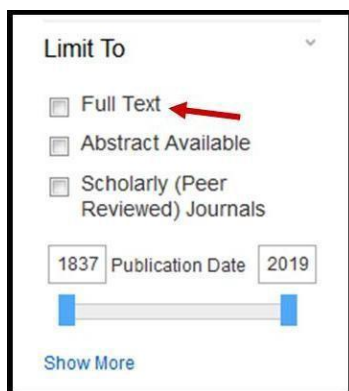 Limit To
Full Text
Abstract Available
Scholarly (Peer
Reviewed) Journals
1837 Publication Date 2019
Show More